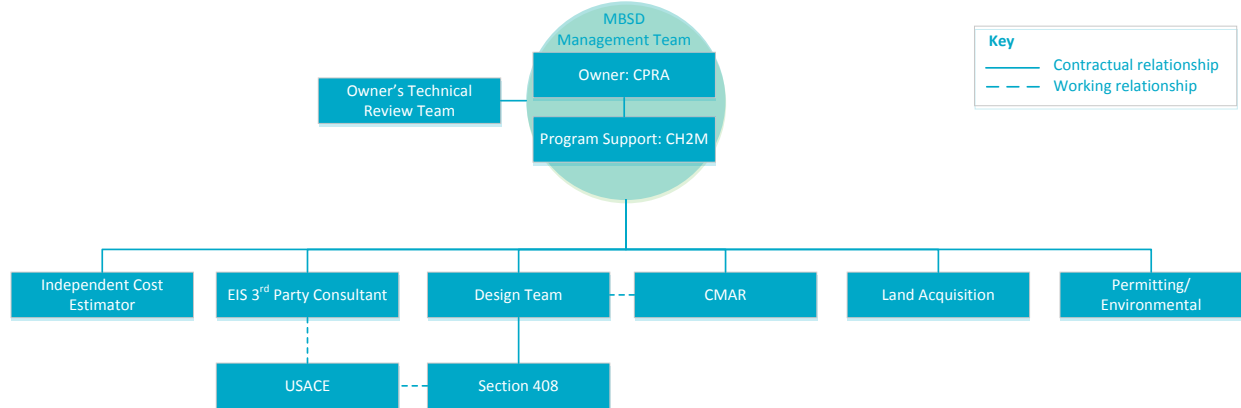 MBSD
Management Team
Owner: CPRA
Program Support: CH2M
Owner's Technical
Review Team
Key
Contractual relationship
Working relationship
Independent Cost
Estimator
EIS 3rd Party Consultant
Design Team
CMAR
Land Acquisition
Permitting/
Environmental
USACE
Section 408